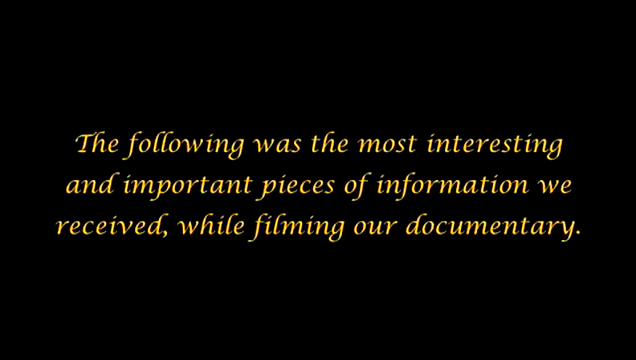 The following was the most interesting
and important pieces of information we
received, while filming our documentary.